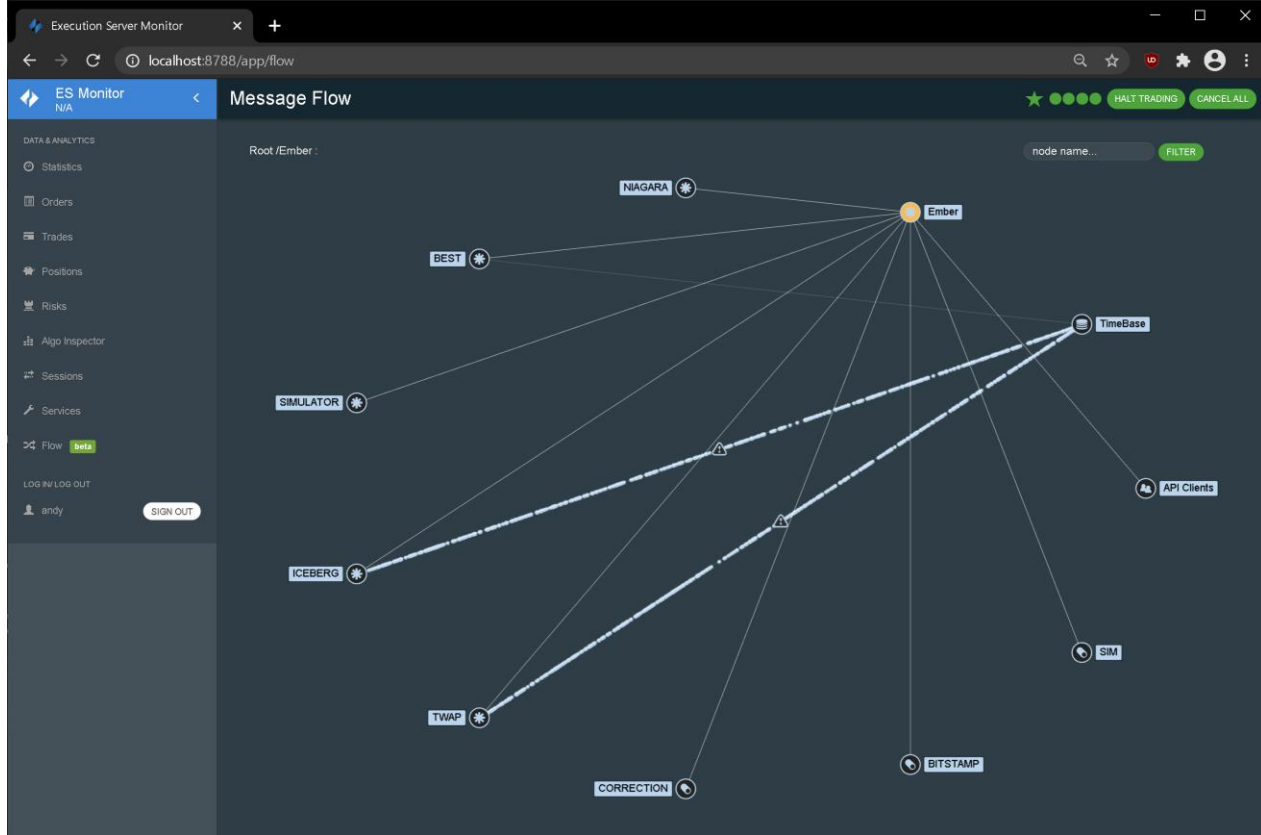 Execution Server Monitor
localhost:8788/app/flow
ES Monitor
N/A
Message Flow
HALT TRADING
CANCEL ALL
DATA & ANALYTICS
Statistics
Orders
Trades
Positions
Risks
Algo Inspector
Sessions
Services
Flow beta
LOG IN/ LOG OUT
andy
SIGN OUT
Root /Ember :
node name...
FILTER
NIAGARA
Ember
BEST
TimeBase
SIMULATOR
API Clients
ICEBERG
SIM
TWAP
BITSTAMP
CORRECTION